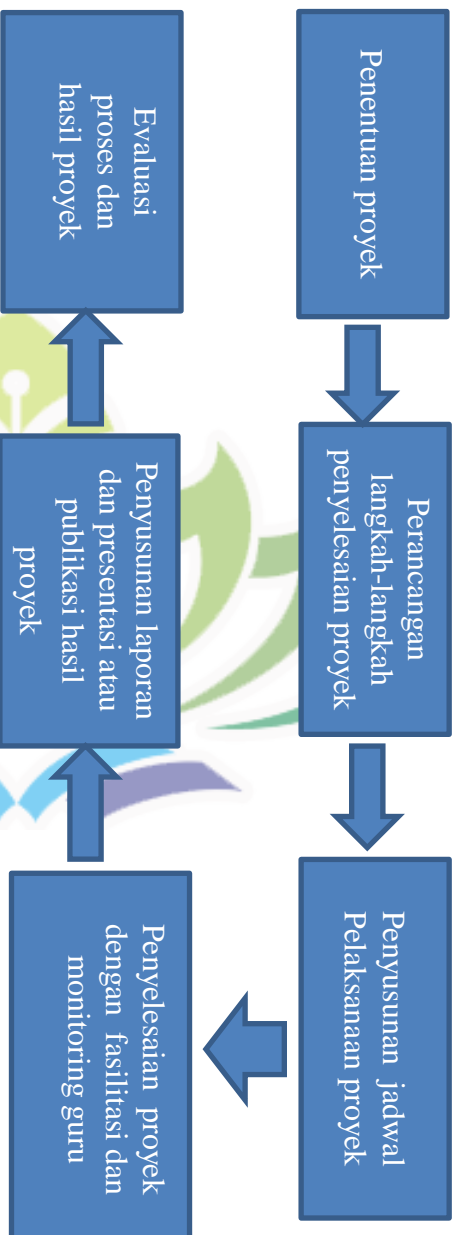 Penentuan proyek
Perancangan
langkah-langkah
penyelesaian proyek
Penyusunan jadwal
Pelaksanaan proyek
Penyelesaian proyek
dengan fasilitasi dan
monitoring guru
Penyusunan laporan
dan presentasi atau
publikasi hasil
proyek
Evaluasi
proses dan
hasil proyek